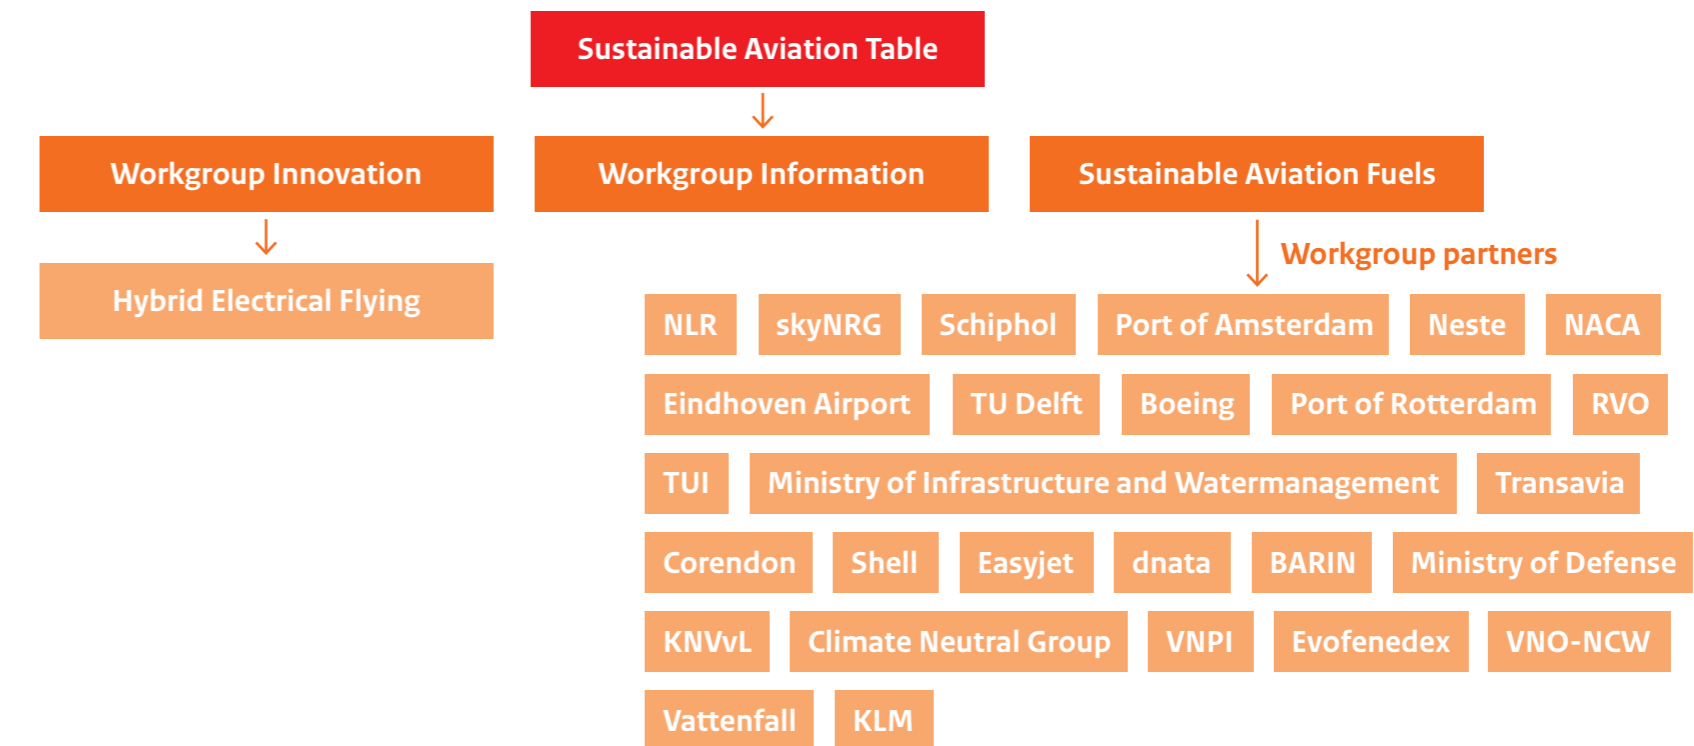 Sustainable Aviation Table
Workgroup Innovation
Workgroup Information
Sustainable Aviation Fuels
Hybrid Electrical Flying
Workgroup partners
NLR
skyNRG
Schiphol
Port of Amsterdam
Neste
NACA
Eindhoven Airport
TU Delft
Boeing
Port of Rotterdam
RVO
TUI
Ministry of Infrastructure and Watermanagement
Transavia
Corendon
Shell
Easyjet
dnata
BARIN
Ministry of Defense
KNVvL
Climate Neutral Group
VNPI
Evofenedex
VNO-NCW
Vattenfall
KLM